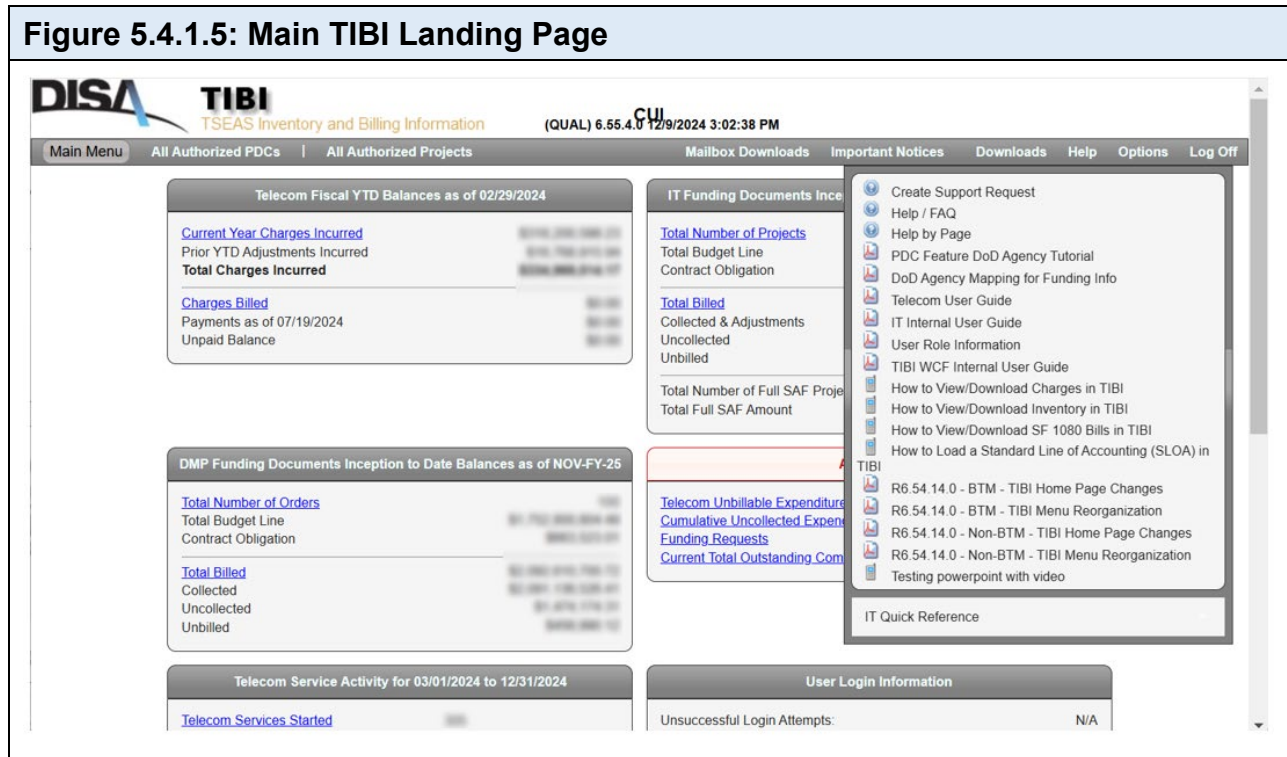 Figure 5.4.1.5: Main TIBI Landing Page
DISA
TIBI
TSEAS Inventory and Billing Information
CUI
(QUAL) 6.55.4.0 12/9/2024 3:02:38 PM
Main Menu All Authorized PDCs | All Authorized Projects Mailbox Downloads Important Notices Downloads Help Options Log Off
Telecom Fiscal YTD Balances as of 02/29/2024
Current Year Charges Incurred
Prior YTD Adjustments Incurred
Total Charges Incurred
Charges Billed
Payments as of 07/19/2024
Unpaid Balance
IT Funding Documents
Total Number of Projects
Total Budget Line
Contract Obligation
Total Billed
Collected & Adjustments
Uncollected
Unbilled
Total Number of Full SAF
Total Full SAF Amount
Create Support Request
Help / FAQ
Help by Page
PDC Feature DoD Agency Tutorial
DoD Agency Mapping for Funding Info
Telecom User Guide
IT Internal User Guide
User Role Information
TIBI WCF Internal User Guide
How to View/Download Charges in TIBI
How to View/Download Inventory in TIBI
How to View/Download SF 1080 Bills in TIBI
How to Load a Standard Line of Accounting (SLOA) in
TIBI
R6.54.14.0 - BTM - TIBI Home Page Changes
R6.54.14.0 - BTM - TIBI Menu Reorganization
R6.54.14.0 - Non-BTM - TIBI Home Page Changes
R6.54.14.0 - Non-BTM - TIBI Menu Reorganization
Testing powerpoint with video
IT Quick Reference
DMP Funding Documents Inception to Date Balances as of NOV-FY-25
Total Number of Orders
Total Budget Line
Contract Obligation
Total Billed
Collected
Uncollected
Unbilled
Telecom Unbillable
Cumulative Uncollected
Funding Requests
Current Total Outstanding
Telecom Service Activity for 03/01/2024 to 12/31/2024
Telecom Services Started
User Login Information
Unsuccessful Login Attempts: N/A